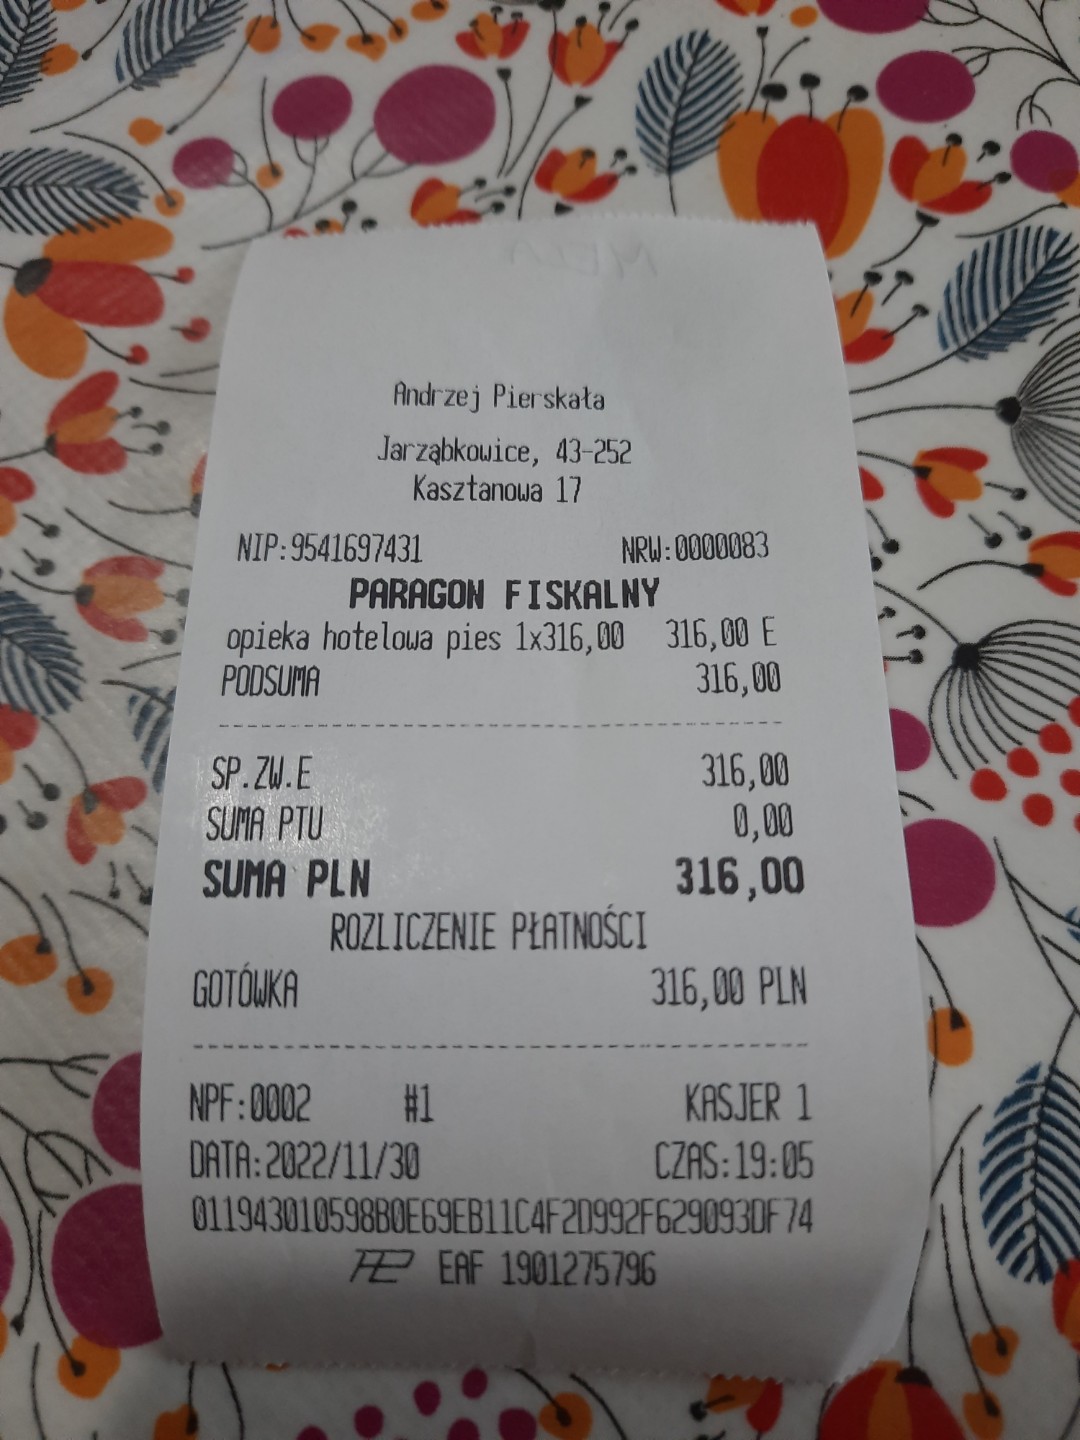 Andrzej Pierskała
Jarząbkowice, 43-252
Kasztanowa 17
NIP:9541697431 NRW:0000083
PARAGON FISKALNY
opieka hotelowa pies 1x316,00 316,00 E
PODSUMA 316,00
SP.ZW.E 316,00
SUMA PTU 0,00
SUMA PLN 316,00
ROZLICZENIE PŁATNOŚCI
GOTÓWKA 316,00 PLN
NPF:0002 #1 KASJER 1
DATA:2022/11/30 CZAS:19:05
011943010598B0E69EB11C4F2D992F629093DF74
EAF 1901275796